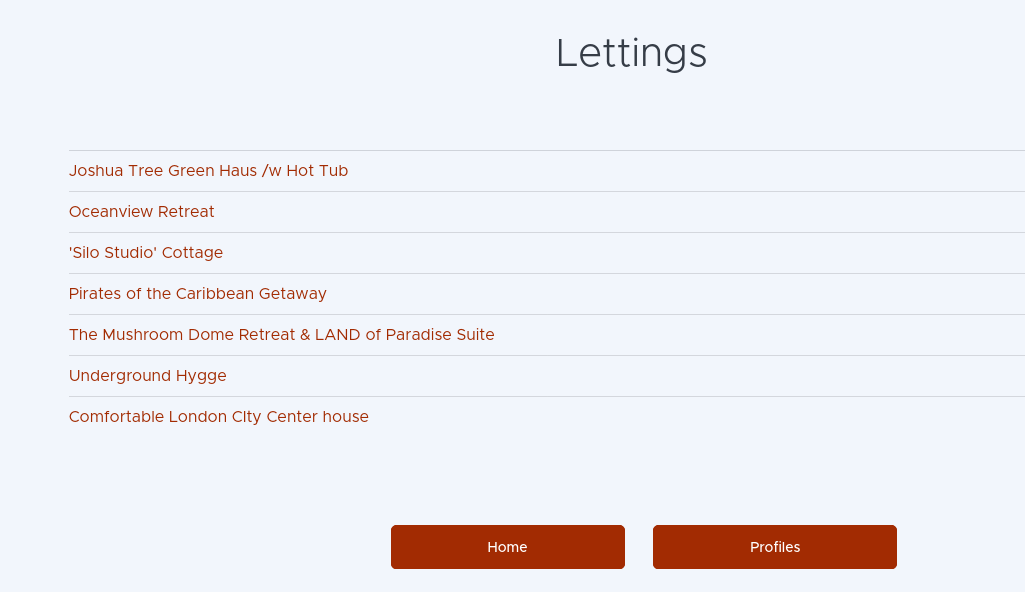 Lettings
Joshua Tree Green Haus /w Hot Tub
Oceanview Retreat
'Silo Studio' Cottage
Pirates of the Caribbean Getaway
The Mushroom Dome Retreat & LAND of Paradise Suite
Underground Hygge
Comfortable London CIty Center house
Home
Profiles